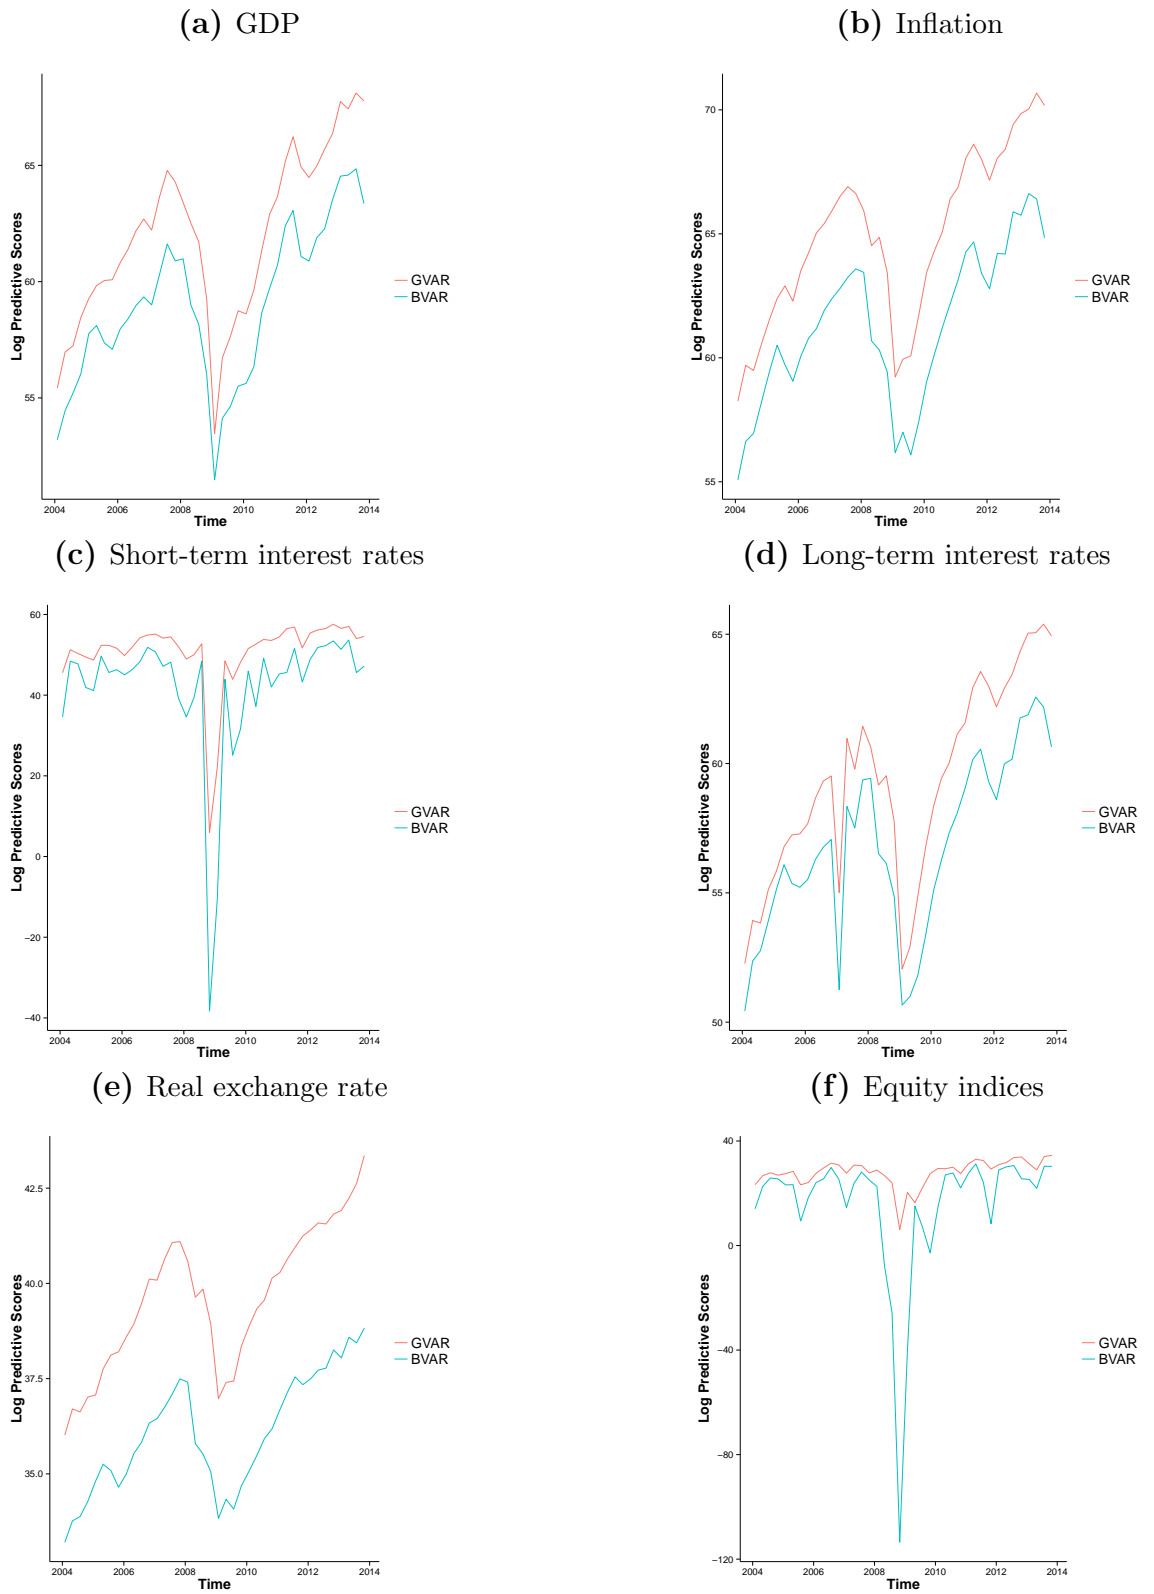 (a) GDP
(b) Inflation
Log Predictive Scores
65
60
55
2004 2006 2008 2010 2012 2014
Time
GVAR
BVAR
Log Predictive Scores
70
65
60
55
2004 2006 2008 2010 2012 2014
Time
GVAR
BVAR
(c) Short-term interest rates
(d) Long-term interest rates
Log Predictive Scores
60
40
20
0
−20
−40
2004 2006 2008 2010 2012 2014
Time
GVAR
BVAR
Log Predictive Scores
65
60
55
50
2004 2006 2008 2010 2012 2014
Time
GVAR
BVAR
(e) Real exchange rate
(f) Equity indices
Log Predictive Scores
42.5
40.0
37.5
35.0
2004 2006 2008 2010 2012 2014
Time
GVAR
BVAR
Log Predictive Scores
40
0
−40
−80
−120
2004 2006 2008 2010 2012 2014
Time
GVAR
BVAR